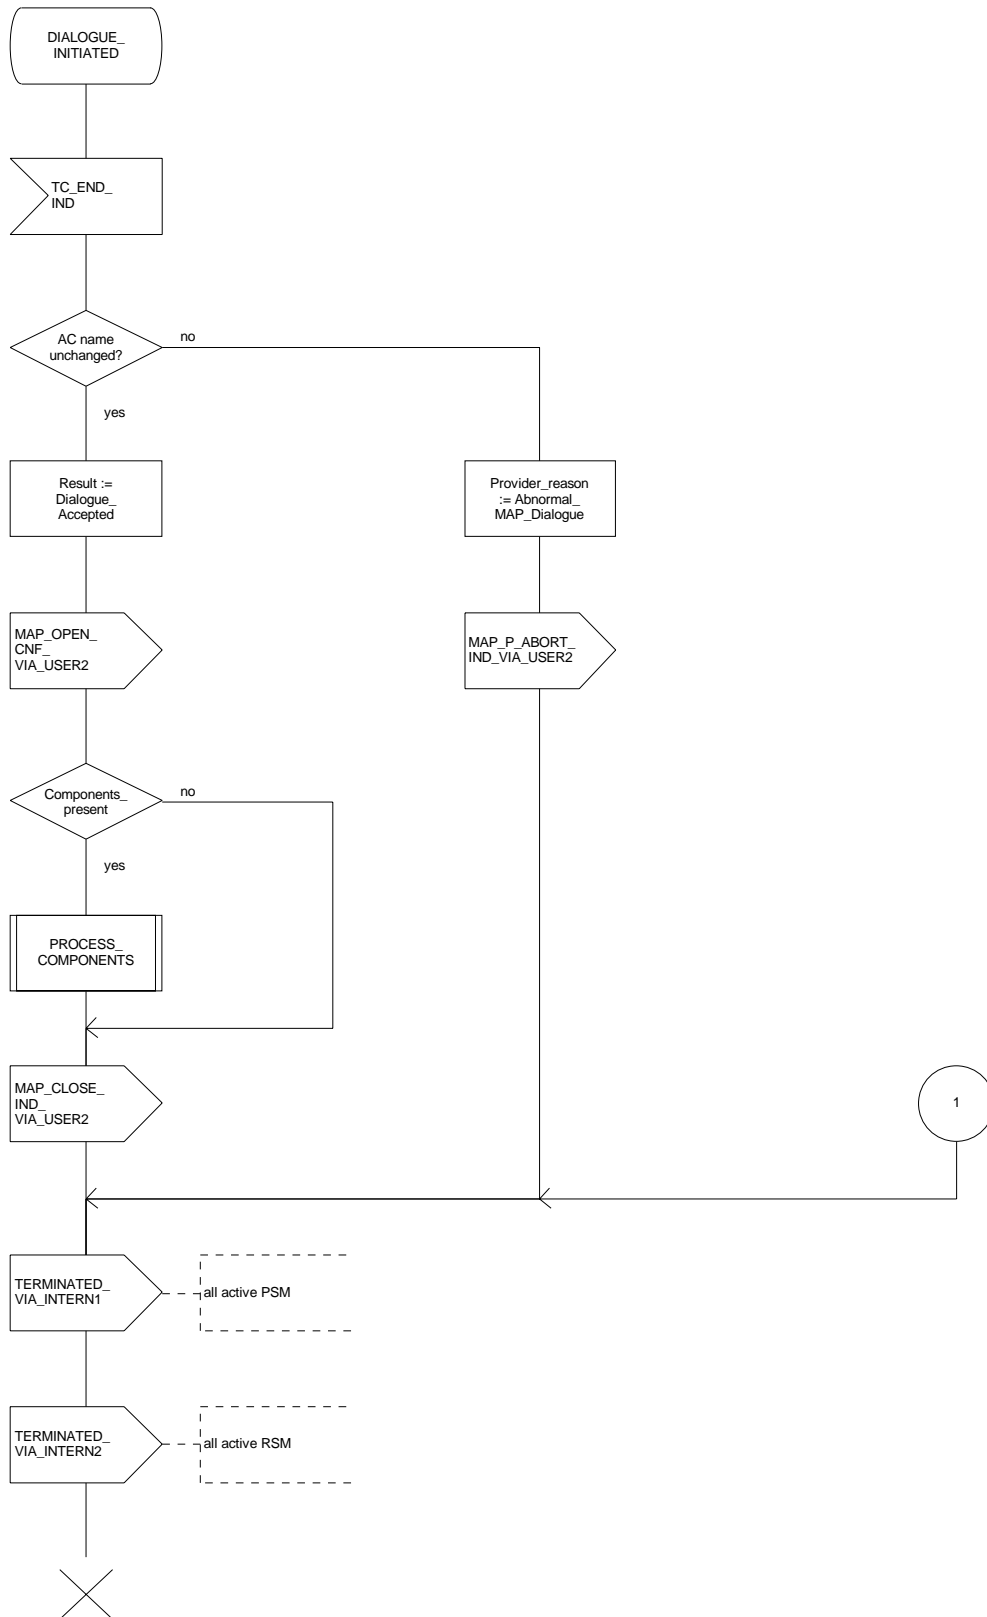 DIALOGUE_
INITIATED
TC_END_
IND
AC name
unchanged?
no
yes
Result :=
Dialogue_
Accepted
Provider_reason
:= Abnormal_
MAP_Dialogue
MAP_OPEN_
CNF_
VIA_USER2
MAP_P_ABORT_
IND_VIA_USER2
Components_
present
no
yes
PROCESS_
COMPONENTS
MAP_CLOSE_
IND_
VIA_USER2
1
TERMINATED_
VIA_INTERN1
all active PSM
TERMINATED_
VIA_INTERN2
all active RSM